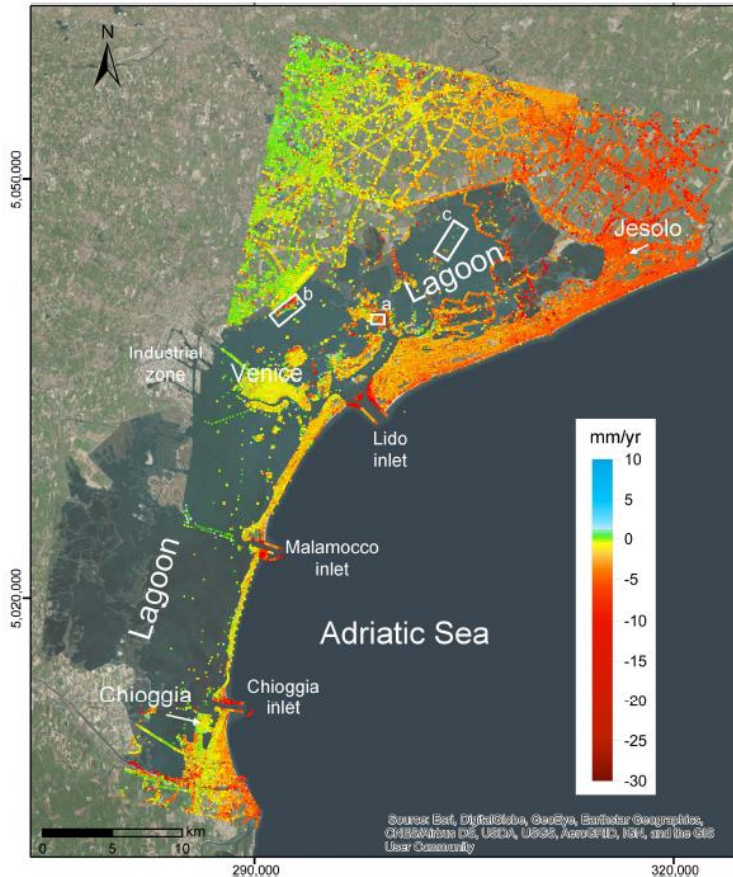 N
5,050,000
c
Jesolo
Lagoon
b
a
Industrial
zone
Venice
mm/yr
10
5
0
-5
-10
-15
-20
-25
-30
Lido
inlet
Malamocco
inlet
5,020,000
Lagoon
Adriatic Sea
Chioggia
Chioggia
inlet
km
0
5
10
Source: Esri, DigitalGlobe, GeoEye, Earthstar Geographics,
CNES/Airbus DS, USDA, USGS, AeroGRID, IGN, and the GIS
User Community
290,000
320,000